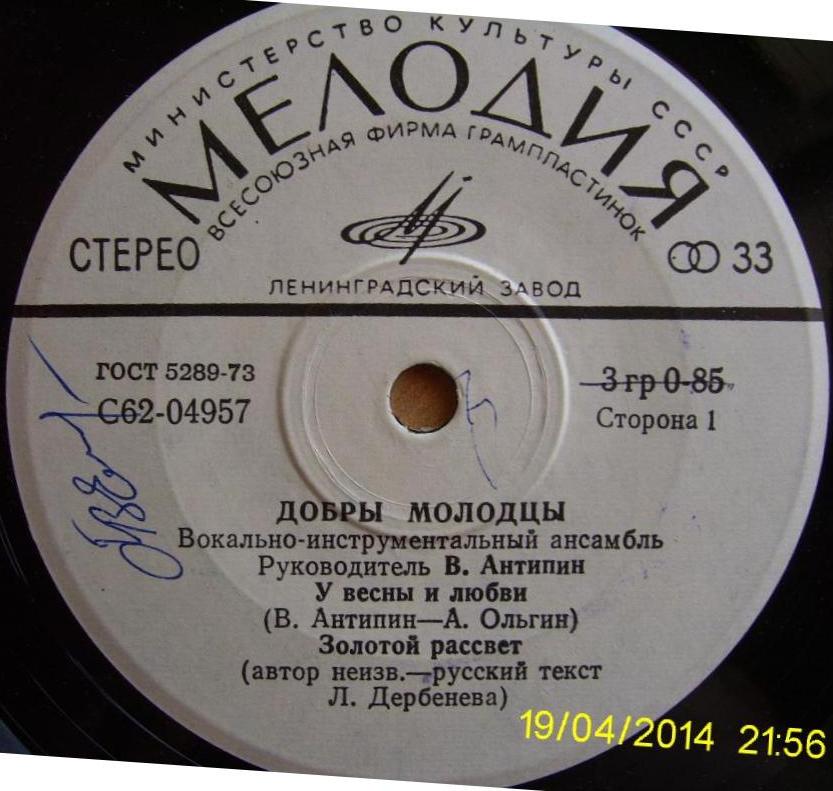 МИНИСТЕРСТВО КУЛЬТУРЫ СССР
МЕЛОДИЯ
ВСЕСОЮЗНАЯ ФИРМА ГРАМПЛАСТИНОК
СТЕРЕО
33
ЛЕНИНГРАДСКИЙ ЗАВОД
ГОСТ 5289-73
С62-04957
3 гр 0-85
Сторона 1
ДОБРЫ МОЛОДЦЫ
Вокально-инструментальный ансамбль
Руководитель В. Антипин
У весны и любви
(В. Антипин—А. Ольгин)
Золотой рассвет
(автор неизв.—русский текст
Л. Дербенева)
19/04/2014 21:56